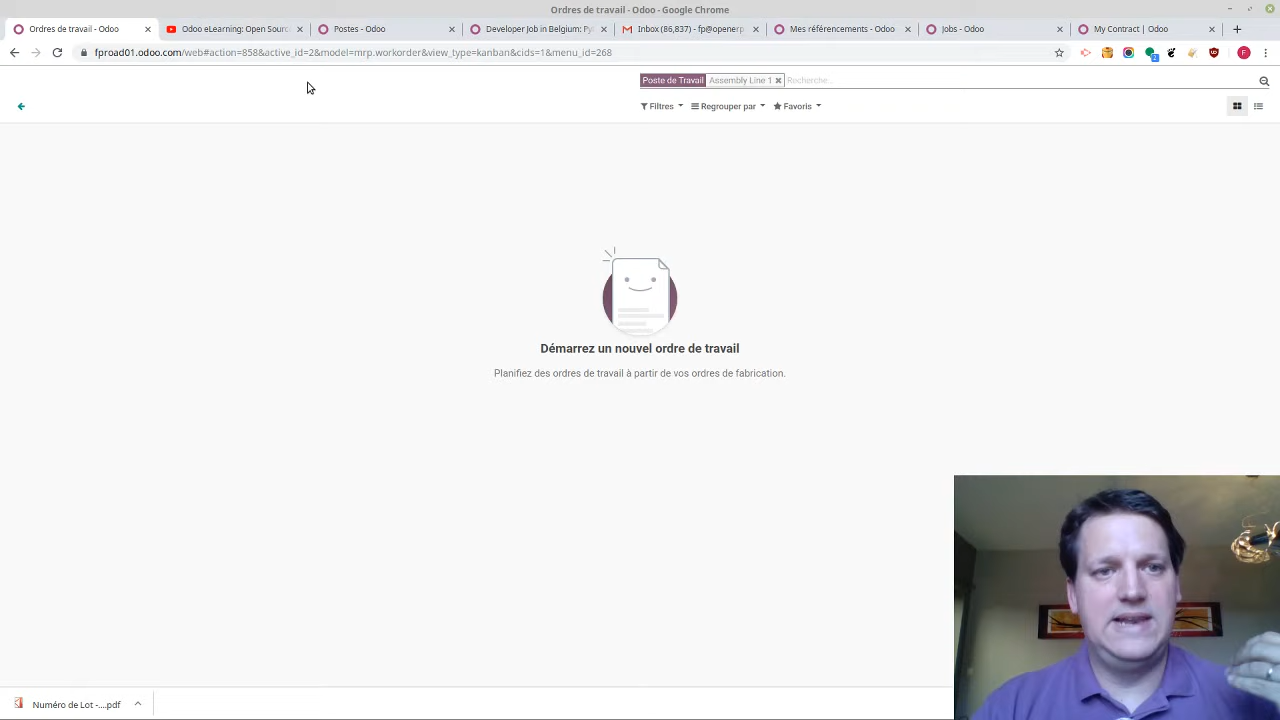 Ordres de travail - Odoo - Google Chrome
Ordres de travail - Odoo
Odoo eLearning: Open Sourc
Postes - Odoo
Developer Job in Belgium: Py
Inbox (86,837) - fp@openerp
Mes référencements - Odoo
Jobs - Odoo
My Contract | Odoo
fproad01.odoo.com/web#action=858&active_id=2&model=mrp.workorder&view_type=kanban&cids=1&menu_id=268
2
F
Poste de Travail Assembly Line 1 Recherche...
Filtres Regrouper par Favoris
Démarrez un nouvel ordre de travail
Planifiez des ordres de travail à partir de vos ordres de fabrication.
Numéro de Lot -....pdf